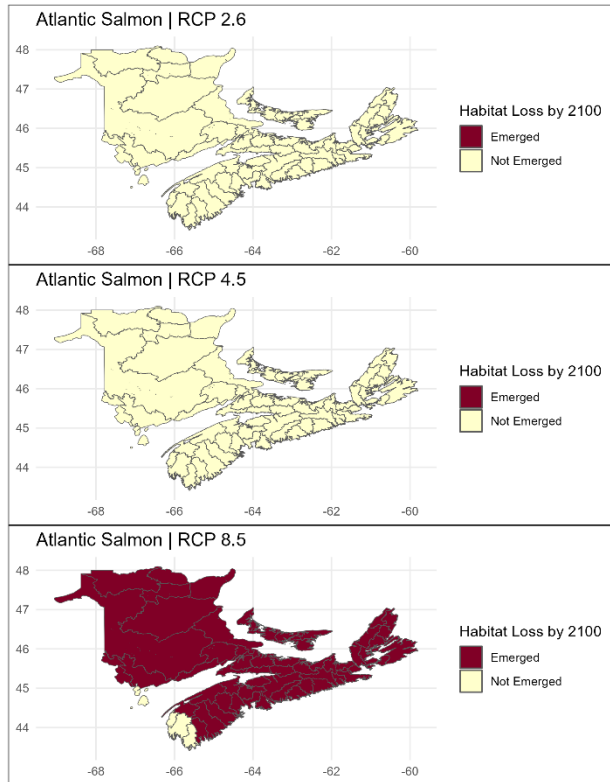 Atlantic Salmon | RCP 2.6
48
47
46
45
44
-68
-66
-64
-62
-60
Habitat Loss by 2100
Emerged
Not Emerged
Atlantic Salmon | RCP 4.5
48
47
46
45
44
-68
-66
-64
-62
-60
Habitat Loss by 2100
Emerged
Not Emerged
Atlantic Salmon | RCP 8.5
48
47
46
45
44
-68
-66
-64
-62
-60
Habitat Loss by 2100
Emerged
Not Emerged